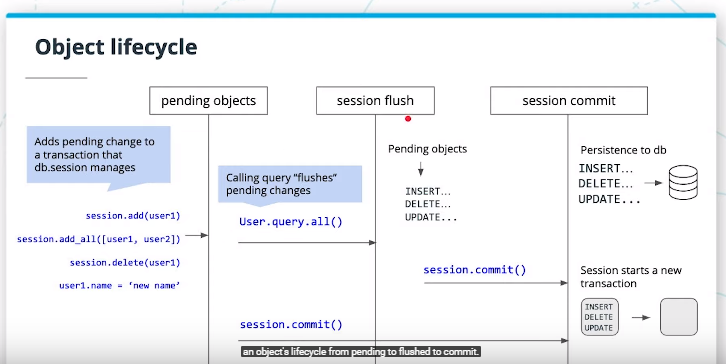 Object lifecycle
pending objects
session flush
session commit
Adds pending change to
a transaction that
db.session manages
session.add(user1)
session.add_all([user1, user2])
session.delete(user1)
user1.name = ‘new name’
Calling query “flushes”
pending changes
User.query.all()
session.commit()
Pending objects
INSERT...
DELETE...
UPDATE...
session.commit()
Persistence to db
INSERT...
DELETE...
UPDATE...
Session starts a new
transaction
INSERT
DELETE
UPDATE
an object's lifecycle from pending to flushed to commit.